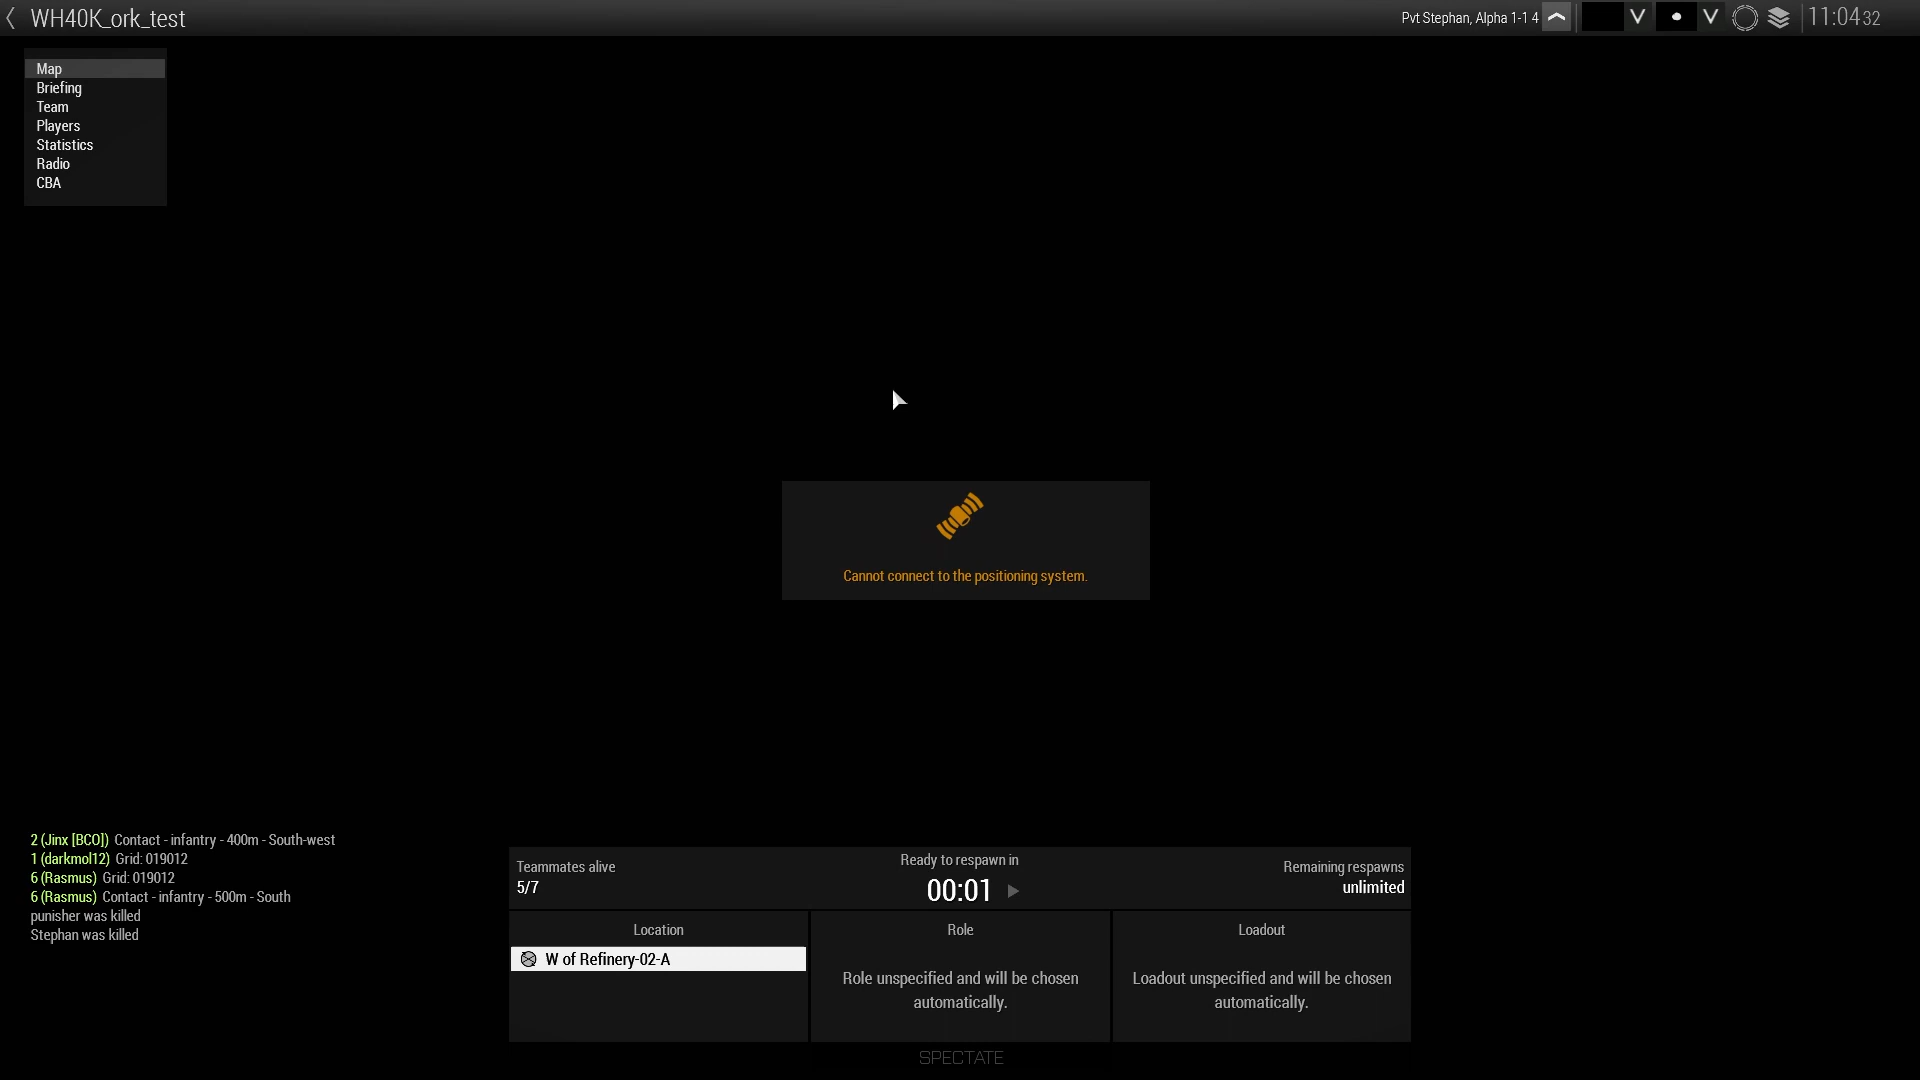 WH40K_ork_test
Pvt Stephan, Alpha 1-1 4
11:04 32
Map
Briefing
Team
Players
Statistics
Radio
CBA
Cannot connect to the positioning system.
2 (Jinx [BCO]) Contact - infantry - 400m - South-west
1 (darkmol12) Grid: 019012
6 (Rasmus) Grid: 019012
6 (Rasmus) Contact - infantry - 500m - South
punisher was killed
Stephan was killed
Teammates alive
5/7
Ready to respawn in
00:01
Remaining respawns
unlimited
Location
W of Refinery-02-A
Role
Role unspecified and will be chosen
automatically.
Loadout
Loadout unspecified and will be chosen
automatically.
SPECTATE